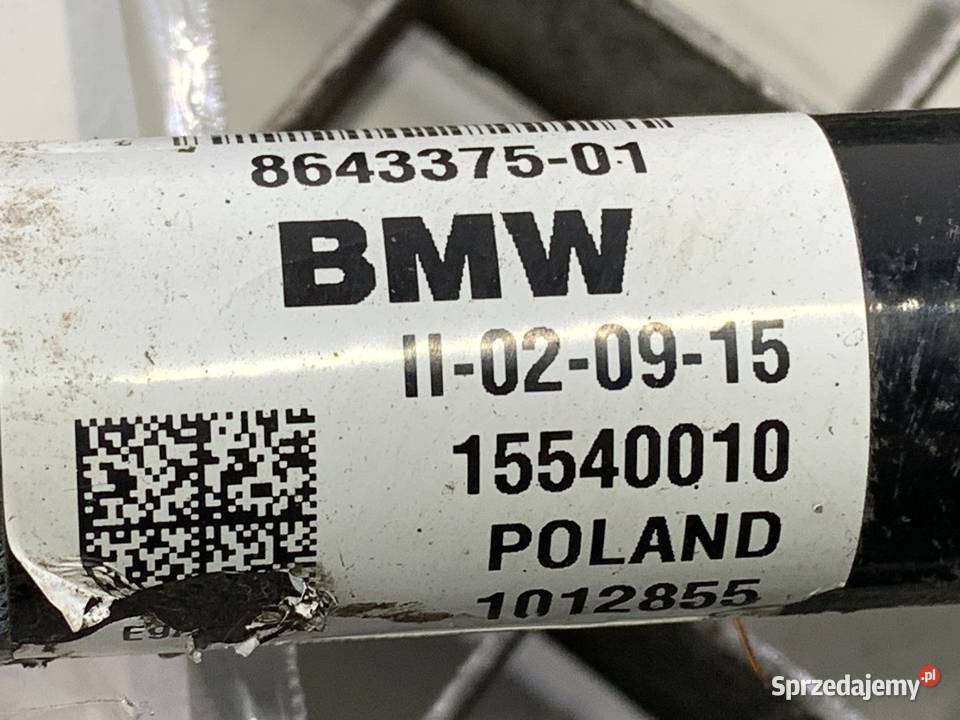 8643375-01
BMW
II-02-09-15
15540010
POLAND
1012855
Sprzedajemy.pl